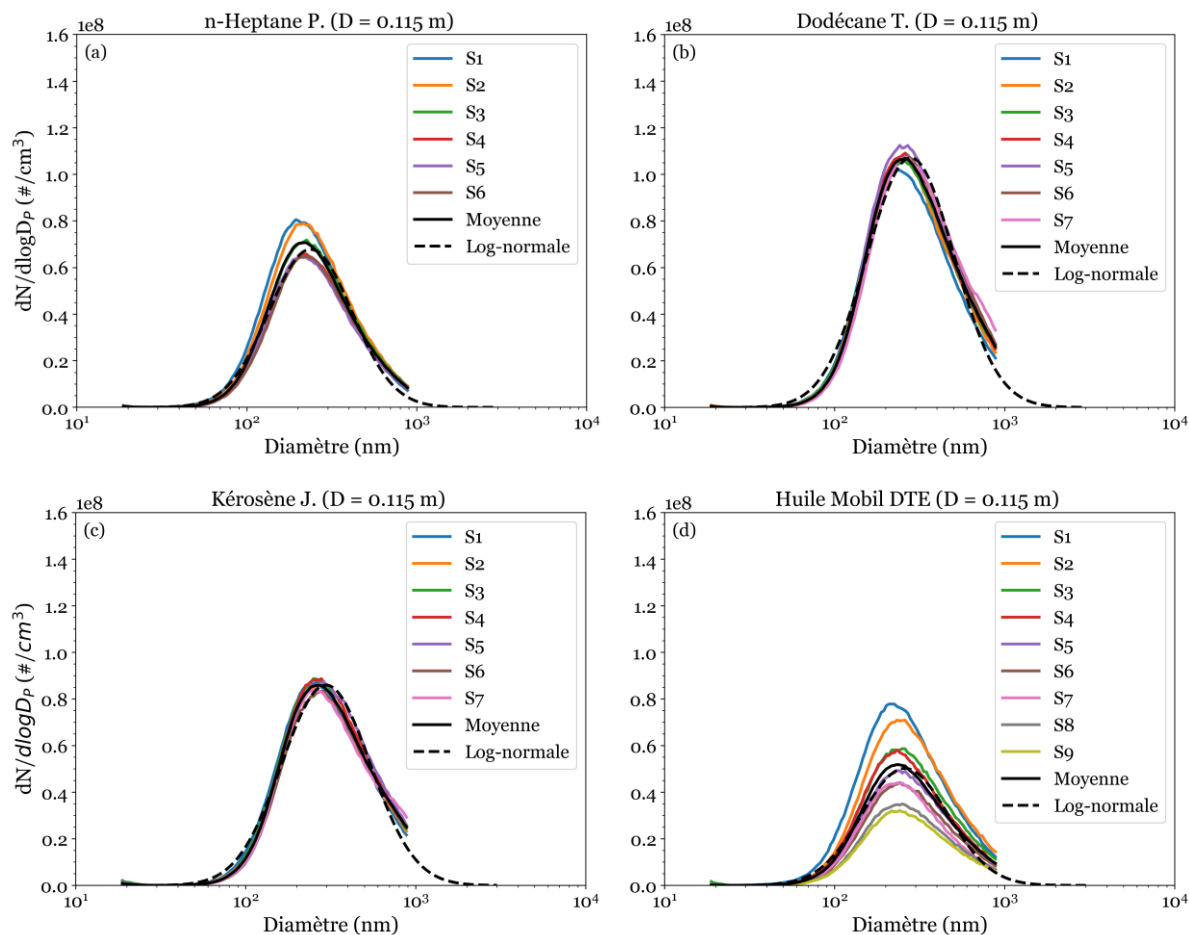 n-Heptane P. (D = 0.115 m)
1e8
(a)
1.6
1.4
1.2
1.0
0.8
0.6
0.4
0.2
0.0
dN/dlogDₚ (#/cm³)
10¹
10²
10³
10⁴
Diamètre (nm)
S1
S2
S3
S4
S5
S6
Moyenne
Log-normale
Dodécane T. (D = 0.115 m)
1e8
(b)
1.6
1.4
1.2
1.0
0.8
0.6
0.4
0.2
0.0
10¹
10²
10³
10⁴
Diamètre (nm)
S1
S2
S3
S4
S5
S6
S7
Moyenne
Log-normale
Kérosène J. (D = 0.115 m)
1e8
(c)
1.6
1.4
1.2
1.0
0.8
0.6
0.4
0.2
0.0
dN/dlogDₚ (#/cm³)
10¹
10²
10³
10⁴
Diamètre (nm)
S1
S2
S3
S4
S5
S6
S7
Moyenne
Log-normale
Huile Mobil DTE (D = 0.115 m)
1e8
(d)
1.6
1.4
1.2
1.0
0.8
0.6
0.4
0.2
0.0
10¹
10²
10³
10⁴
Diamètre (nm)
S1
S2
S3
S4
S5
S6
S7
S8
S9
Moyenne
Log-normale